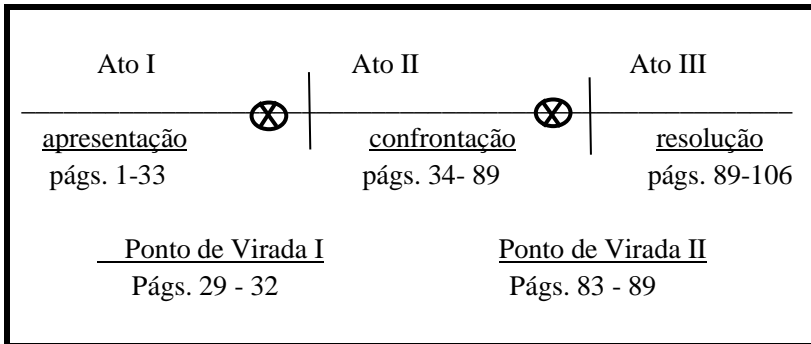 Ato I Ato II Ato III
apresentação confrontação resolução
págs. 1-33 págs. 34- 89 págs. 89-106
Ponto de Virada I Ponto de Virada II
Págs. 29 - 32 Págs. 83 - 89